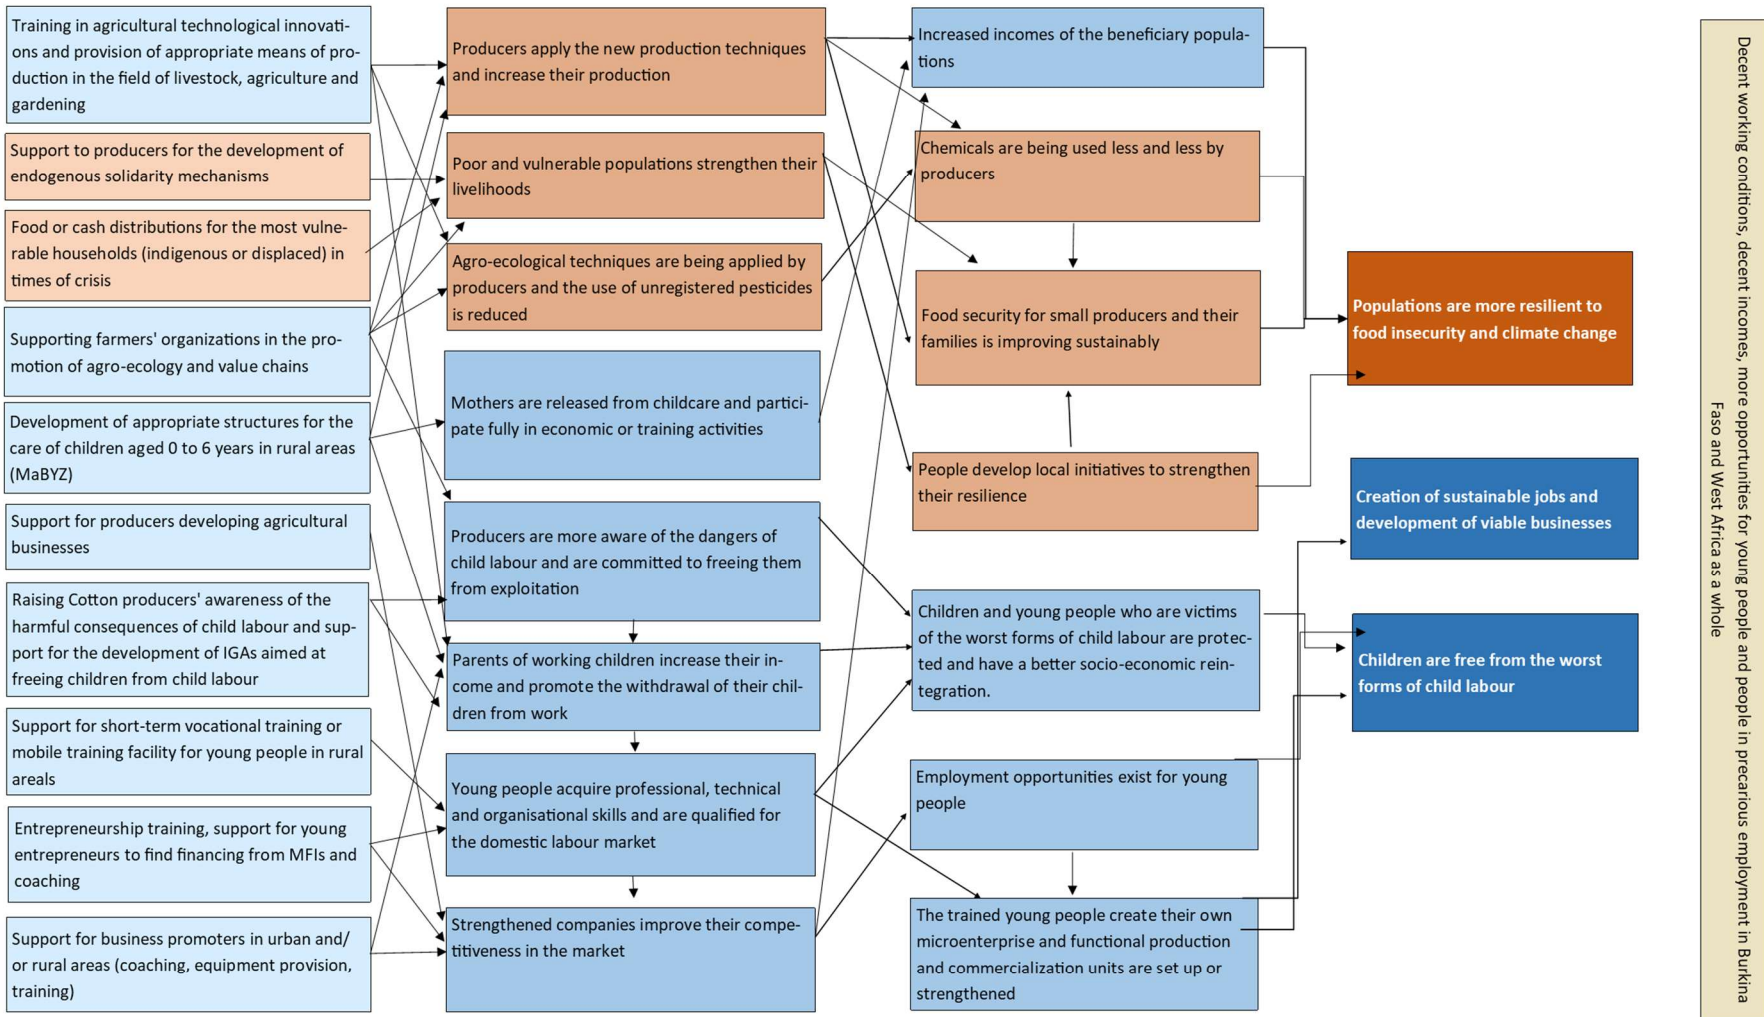 Training in agricultural technological innovati-
ons and provision of appropriate means of pro-
duction in the field of livestock, agriculture and
gardening
Support to producers for the development of
endogenous solidarity mechanisms
Food or cash distributions for the most vulne-
rable households (indigenous or displaced) in
times of crisis
Supporting farmers' organizations in the pro-
motion of agro-ecology and value chains
Development of appropriate structures for the
care of children aged 0 to 6 years in rural areas
(MaBYZ)
Support for producers developing agricultural
businesses
Raising Cotton producers' awareness of the
harmful consequences of child labour and sup-
port for the development of IGAs aimed at
freeing children from child labour
Support for short-term vocational training or
mobile training facility for young people in rural
areals
Entrepreneurship training, support for young
entrepreneurs to find financing from MFIs and
coaching
Support for business promoters in urban and/
or rural areas (coaching, equipment provision,
training)
Producers apply the new production techniques
and increase their production
Poor and vulnerable populations strengthen their
livelihoods
Agro-ecological techniques are being applied by
producers and the use of unregistered pesticides
is reduced
Mothers are released from childcare and partici-
pate fully in economic or training activities
Producers are more aware of the dangers of
child labour and are committed to freeing them
from exploitation
Parents of working children increase their in-
come and promote the withdrawal of their chil-
dren from work
Young people acquire professional, technical
and organisational skills and are qualified for
the domestic labour market
Strengthened companies improve their compe-
titiveness in the market
Increased incomes of the beneficiary popula-
tions
Chemicals are being used less and less by
producers
Food security for small producers and their
families is improving sustainably
People develop local initiatives to strengthen
their resilience
Children and young people who are victims
of the worst forms of child labour are protec-
ted and have a better socio-economic rein-
tegration.
Employment opportunities exist for young
people
The trained young people create their own
microenterprise and functional production
and commercialization units are set up or
strengthened
Populations are more resilient to
food insecurity and climate change
Creation of sustainable jobs and
development of viable businesses
Children are free from the worst
forms of child labour
Decent working conditions, decent incomes, more opportunities for young people and people in precarious employment in Burkina
Faso and West Africa as a whole